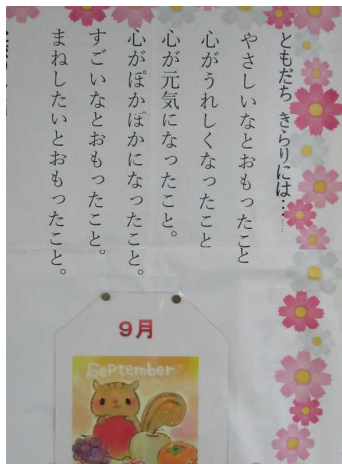 ともだち きらりには…
やさしいなとおもったこと
心がうれしくなったこと
心が元気になったこと。
心がぽかぽかになったこと。
すごいなとおもったこと。
まねしたいとおもったこと。
9月
September